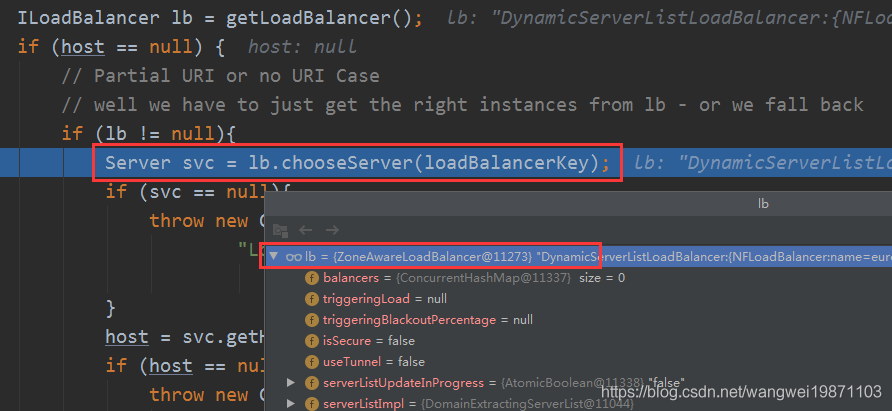 ILoadBalancer lb = getLoadBalancer(); lb: "DynamicServerListLoadBalancer:{NFLoa
if (host == null) { host: null
// Partial URI or no URI Case
// well we have to just get the right instances from lb - or we fall back
if (lb != null){
Server svc = lb.chooseServer(loadBalancerKey); lb: "DynamicServerListL
if (svc == null){
lb
throw new C
"L
lb = {ZoneAwareLoadBalancer@11273} "DynamicServerListLoadBalancer:{NFLoadBalancer:name=eure
balancers = {ConcurrentHashMap@11337} size = 0
triggeringLoad = null
}
triggeringBlackoutPercentage = null
host = svc.getH
isSecure = false
if (host == nul
useTunnel = false
serverListUpdateInProgress = {AtomicBoolean@11338} "false"
throw new C
serverListImpl = {DomainExtractingServerList@11044}
https://blog.csdn.net/wangwei19871103